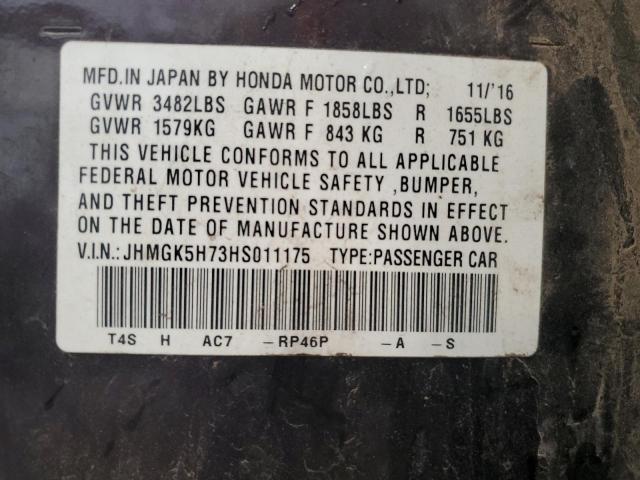 MFD.IN JAPAN BY HONDA MOTOR CO.,LTD; 11/'16
GVWR 3482LBS GAWR F 1858LBS R 1655LBS
GVWR 1579KG GAWR F 843 KG R 751 KG
THIS VEHICLE CONFORMS TO ALL APPLICABLE
FEDERAL MOTOR VEHICLE SAFETY ,BUMPER,
AND THEFT PREVENTION STANDARDS IN EFFECT
ON THE DATE OF MANUFACTURE SHOWN ABOVE.
V.I.N.:JHMGK5H73HS011175 TYPE:PASSENGER CAR
T4S H AC7 –RP46P –A –S